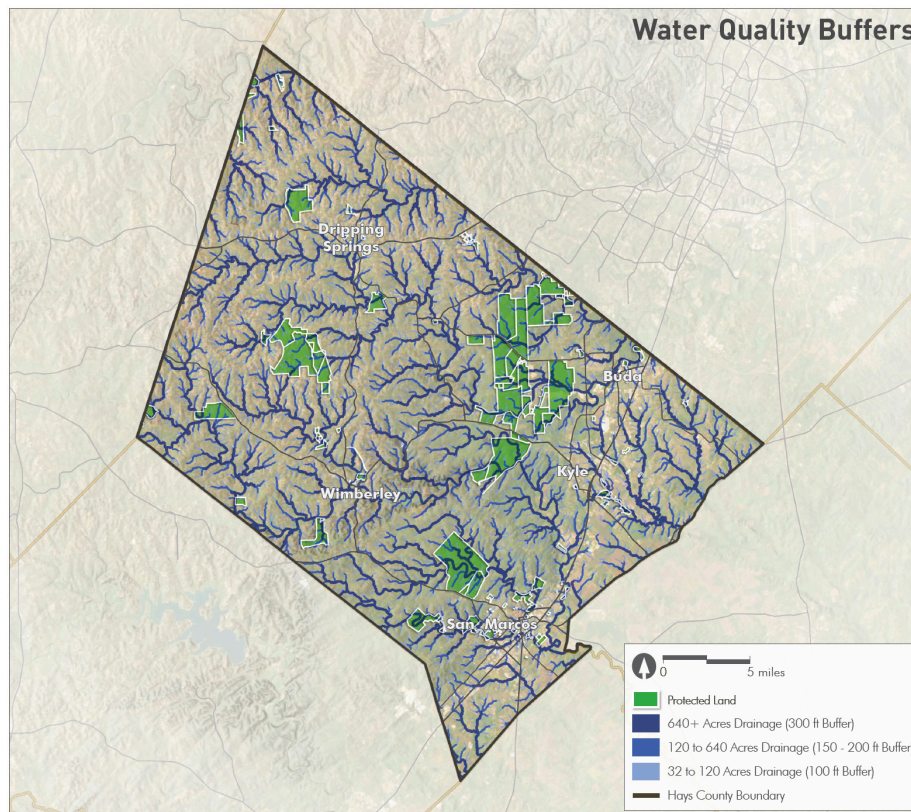 Water Quality Buffers
Dripping
Springs
Buda
Kyle
Wimberley
San Marcos
0 5 miles
Protected Land
640+ Acres Drainage (300 ft Buffer)
120 to 640 Acres Drainage (150 - 200 ft Buffer
32 to 120 Acres Drainage (100 ft Buffer)
Hays County Boundary